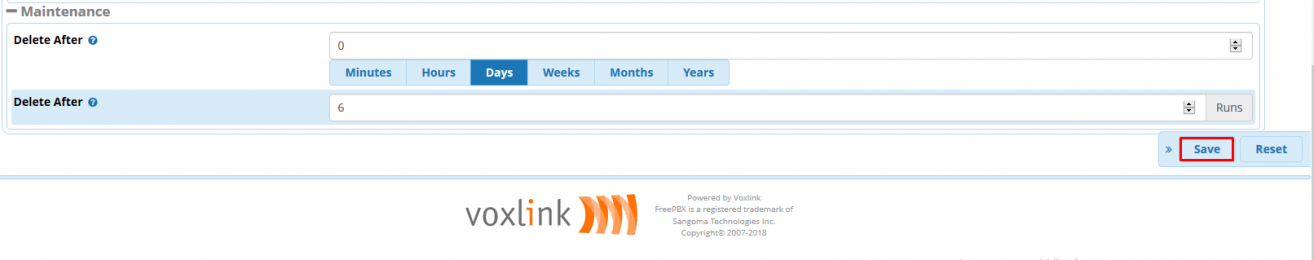 Maintenance
Delete After
0
Minutes Hours Days Weeks Months Years
Delete After
6 Runs
» Save Reset
voxlink
Powered by Voxlink
FreePBX is a registered trademark of
Sangoma Technologies Inc.
Copyright© 2007-2018